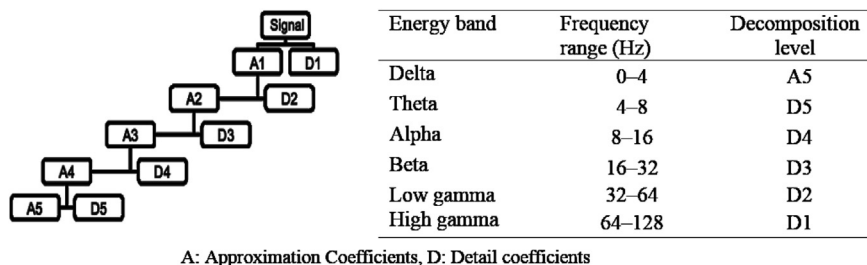 Signal
A1 D1
A2 D2
A3 D3
A4 D4
A5 D5
Energy band Frequency range (Hz) Decomposition level
Delta 0–4 A5
Theta 4–8 D5
Alpha 8–16 D4
Beta 16–32 D3
Low gamma 32–64 D2
High gamma 64–128 D1
A: Approximation Coefficients, D: Detail coefficients